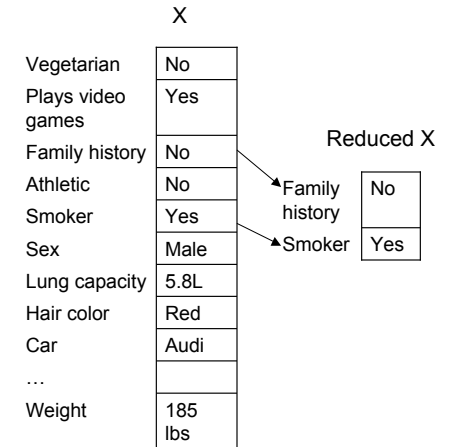 X
Vegetarian No
Plays video Yes
games
Family history No
Athletic No
Smoker Yes
Sex Male
Lung capacity 5.8L
Hair color Red
Car Audi
…
Weight 185
lbs
Reduced X
Family No
history
Smoker Yes